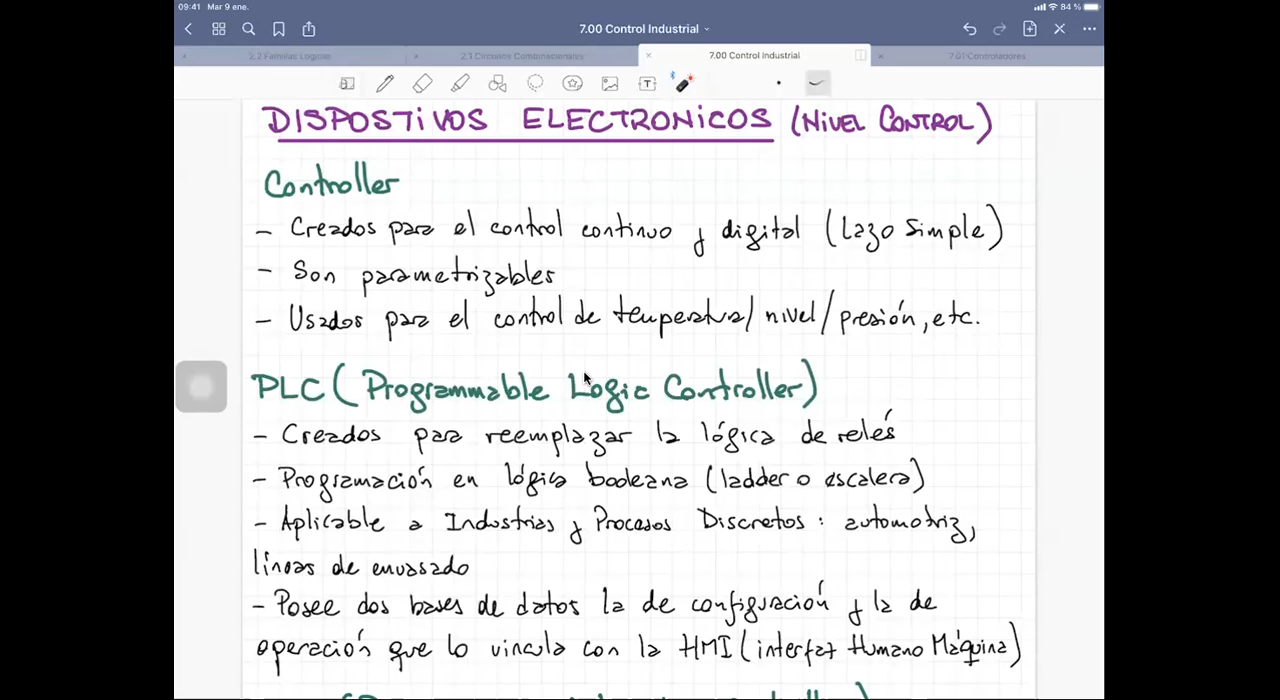 09:41 Mar 9 ene.
84 %
7.00 Control Industrial
2.2 Familias Logicas
2.1 Circuitos Combinacionales
7.00 Control Industrial
7.01 Controladores
DISPOSTIVOS ELECTRONICOS (NIVEL CONTROL)
Controller
- Creados para el control continuo y digital (Lazo Simple)
- Son parametrizables
- Usados para el control de temperatura/ nivel/ presión, etc.
PLC (Programmable Logic Controller)
- Creados para reemplazar la lógica de relés
- Programación en lógica booleana (ladder o escalera)
- Aplicable a Industrias y Procesos Discretos: automotriz,
líneas de envasado
- Posee dos bases de datos la de configuración y la de
operación que lo vincula con la HMI (interfaz Humano Máquina)